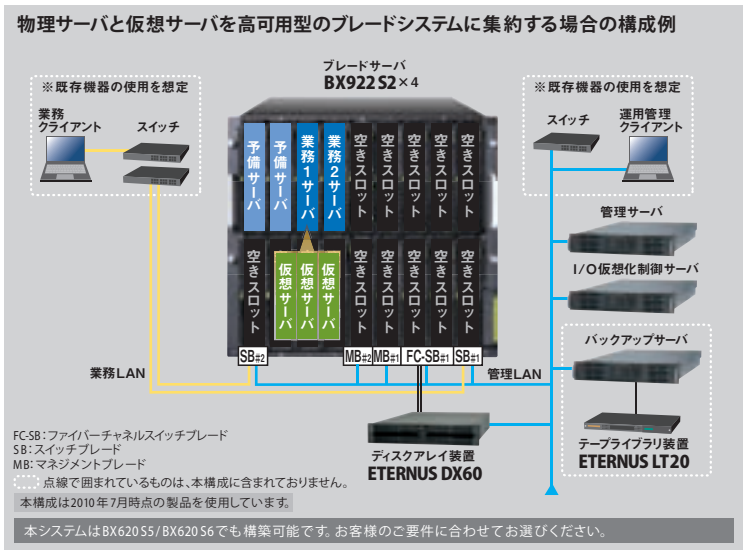 物理サーバと仮想サーバを高可用型のブレードシステムに集約する場合の構成例
ブレードサーバ
BX922 S2×4
※既存機器の使用を想定
業務
クライアント
スイッチ
※既存機器の使用を想定
スイッチ
運用管理
クライアント
予備サーバ
予備サーバ
業務1サーバ
業務2サーバ
空きスロット
空きスロット
空きスロット
空きスロット
空きスロット
空きスロット
仮想サーバ
仮想サーバ
仮想サーバ
空きスロット
空きスロット
空きスロット
空きスロット
空きスロット
管理サーバ
I/O仮想化制御サーバ
バックアップサーバ
テープライブラリ装置
ETERNUS LT20
SB#2
MB#2
MB#1
FC-SB#1
SB#1
業務LAN
管理LAN
ディスクアレイ装置
ETERNUS DX60
FC-SB：ファイバーチャネルスイッチブレード
SB：スイッチブレード
MB：マネジメントブレード
点線で囲まれているものは、本構成に含まれておりません。
本構成は2010年7月時点の製品を使用しています。
本システムはBX620 S5/BX620 S6でも構築可能です。お客様のご要件に合わせてお選びください。